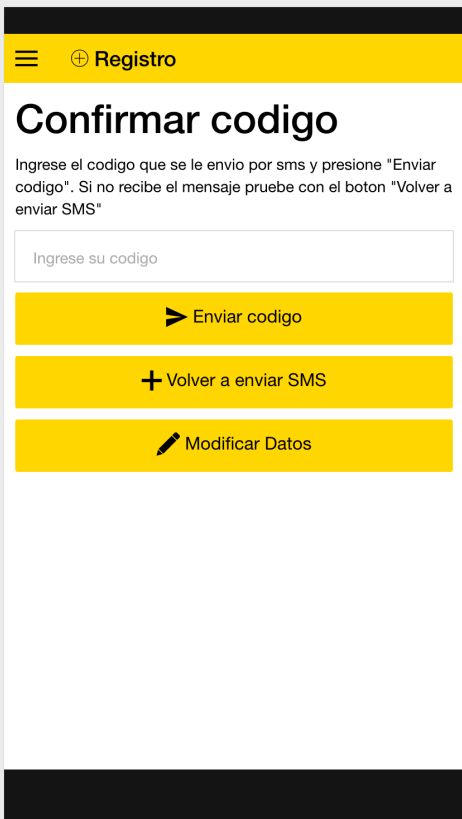 Registro
Confirmar codigo
Ingrese el codigo que se le envio por sms y presione "Enviar
codigo". Si no recibe el mensaje pruebe con el boton "Volver a
enviar SMS"
Ingrese su codigo
Enviar codigo
Volver a enviar SMS
Modificar Datos